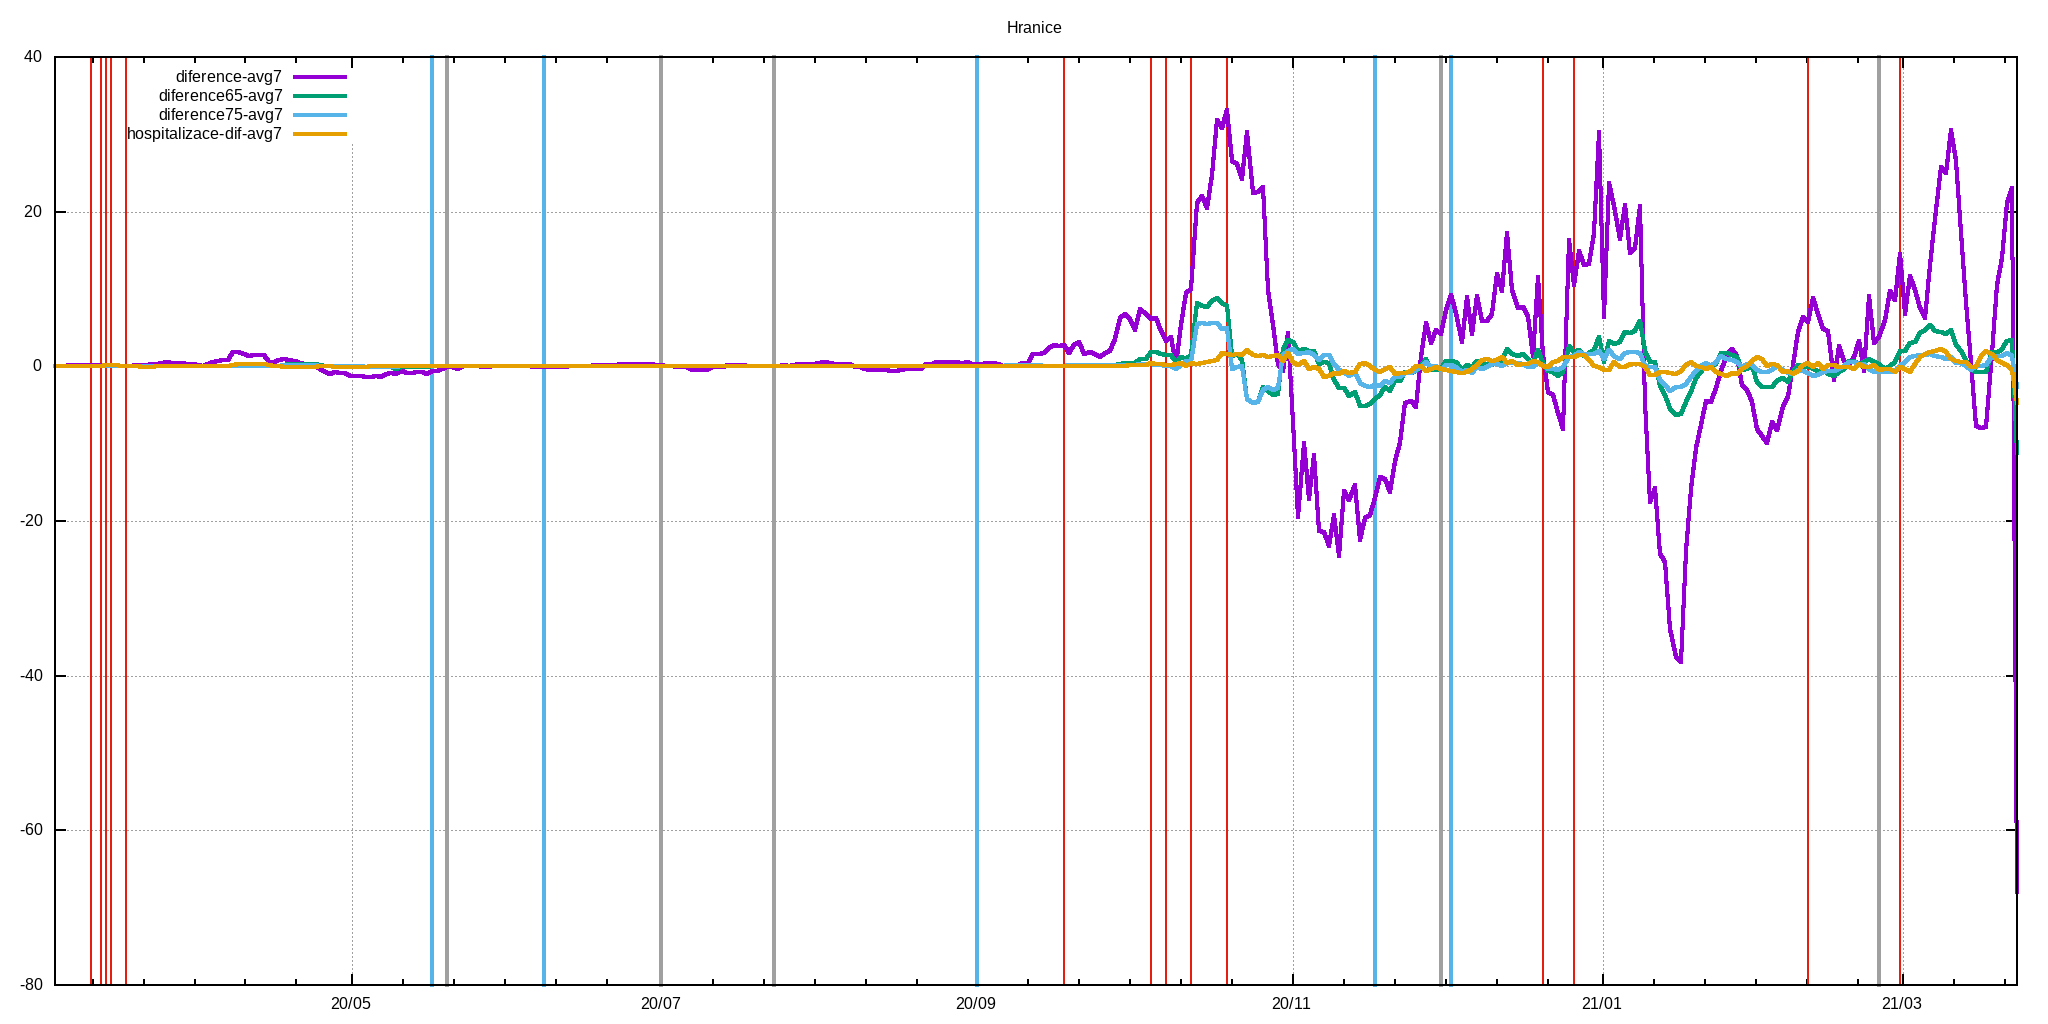 Hranice
diference-avg7
diference65-avg7
diference75-avg7
hospitalizace-dif-avg7
40
20
0
-20
-40
-60
-80
20/05 20/07 20/09 20/11 21/01 21/03